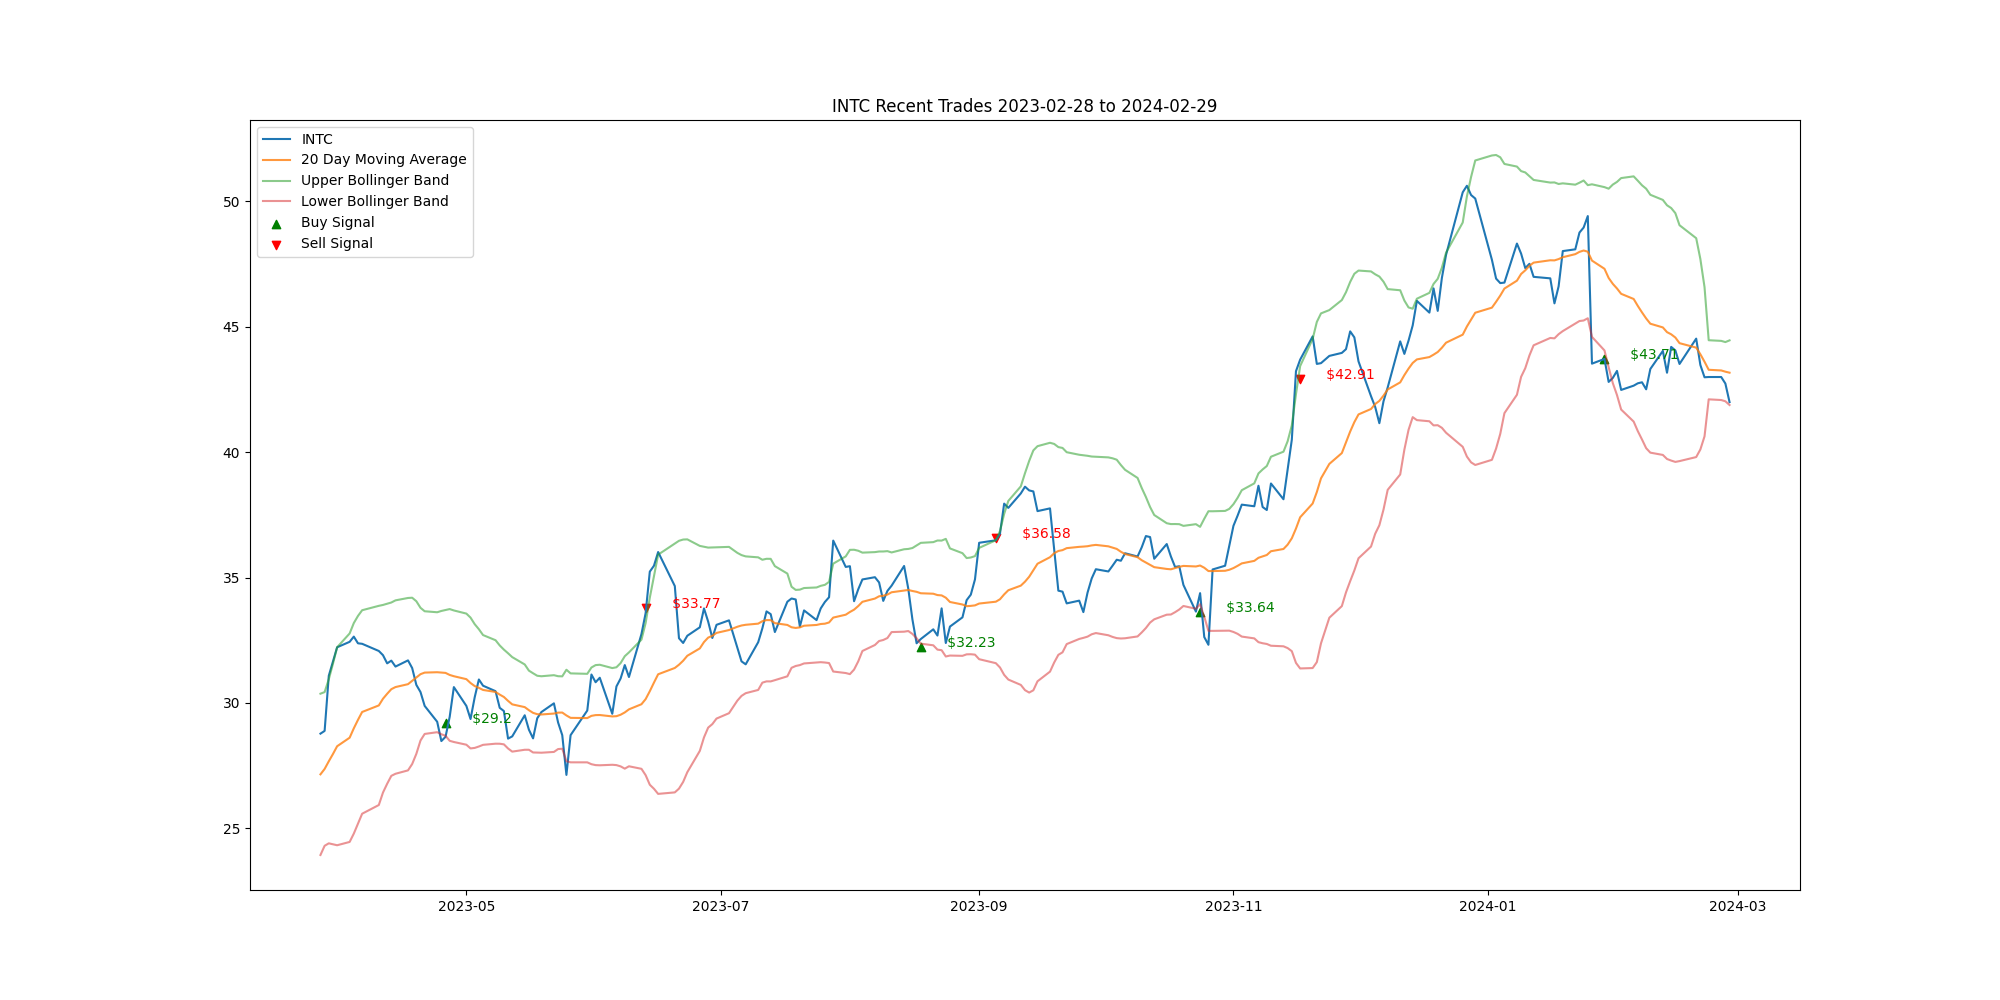 INTC Recent Trades 2023-02-28 to 2024-02-29
INTC
20 Day Moving Average
Upper Bollinger Band
Lower Bollinger Band
Buy Signal
Sell Signal
50
45
40
35
30
25
$43.71
$42.91
$36.58
$33.77
$33.64
$32.23
$29.2
2023-05
2023-07
2023-09
2023-11
2024-01
2024-03